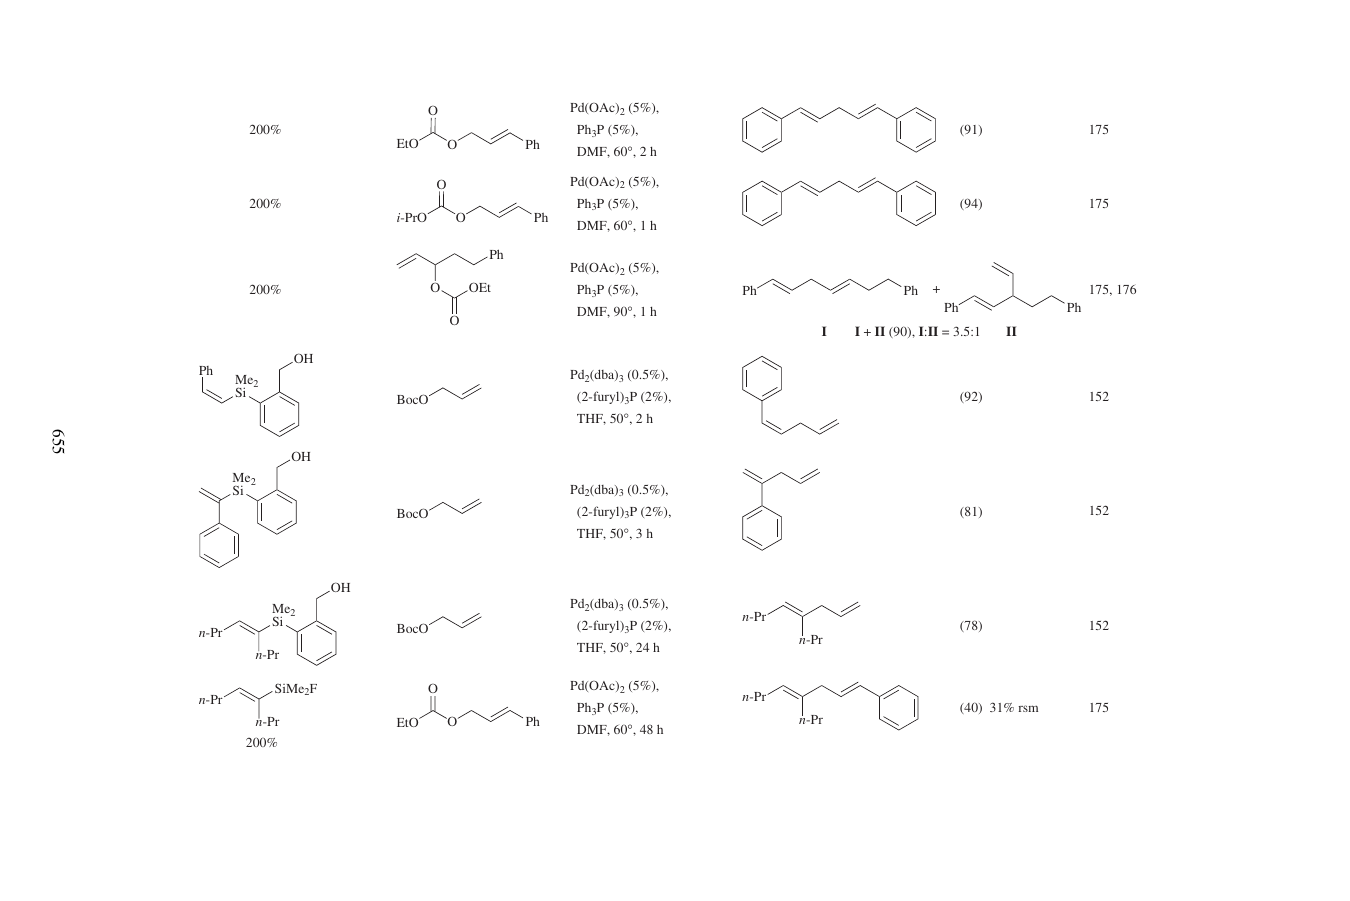 O
Pd(OAc)2 (5%),
200%
Ph3P (5%),
(91)
175
EtO
O
Ph
DMF, 60°, 2 h
O
Pd(OAc)2 (5%),
200%
Ph3P (5%),
(94)
175
i-PrO
O
Ph
DMF, 60°, 1 h
Ph
Pd(OAc)2 (5%),
200%
O
OEt
Ph3P (5%),
Ph
Ph
+
Ph
Ph
175, 176
O
DMF, 90°, 1 h
I
I + II (90), I:II = 3.5:1
II
Ph
OH
Me2
Si
BocO
Pd2(dba)3 (0.5%),
(2-furyl)3P (2%),
THF, 50°, 2 h
(92)
152
655
OH
Me2
Si
BocO
Pd2(dba)3 (0.5%),
(2-furyl)3P (2%),
THF, 50°, 3 h
(81)
152
OH
Me2
Si
n-Pr
n-Pr
BocO
Pd2(dba)3 (0.5%),
(2-furyl)3P (2%),
THF, 50°, 24 h
n-Pr
n-Pr
(78)
152
SiMe2F
n-Pr
n-Pr
200%
O
EtO
O
Ph
Pd(OAc)2 (5%),
Ph3P (5%),
DMF, 60°, 48 h
n-Pr
n-Pr
(40) 31% rsm
175